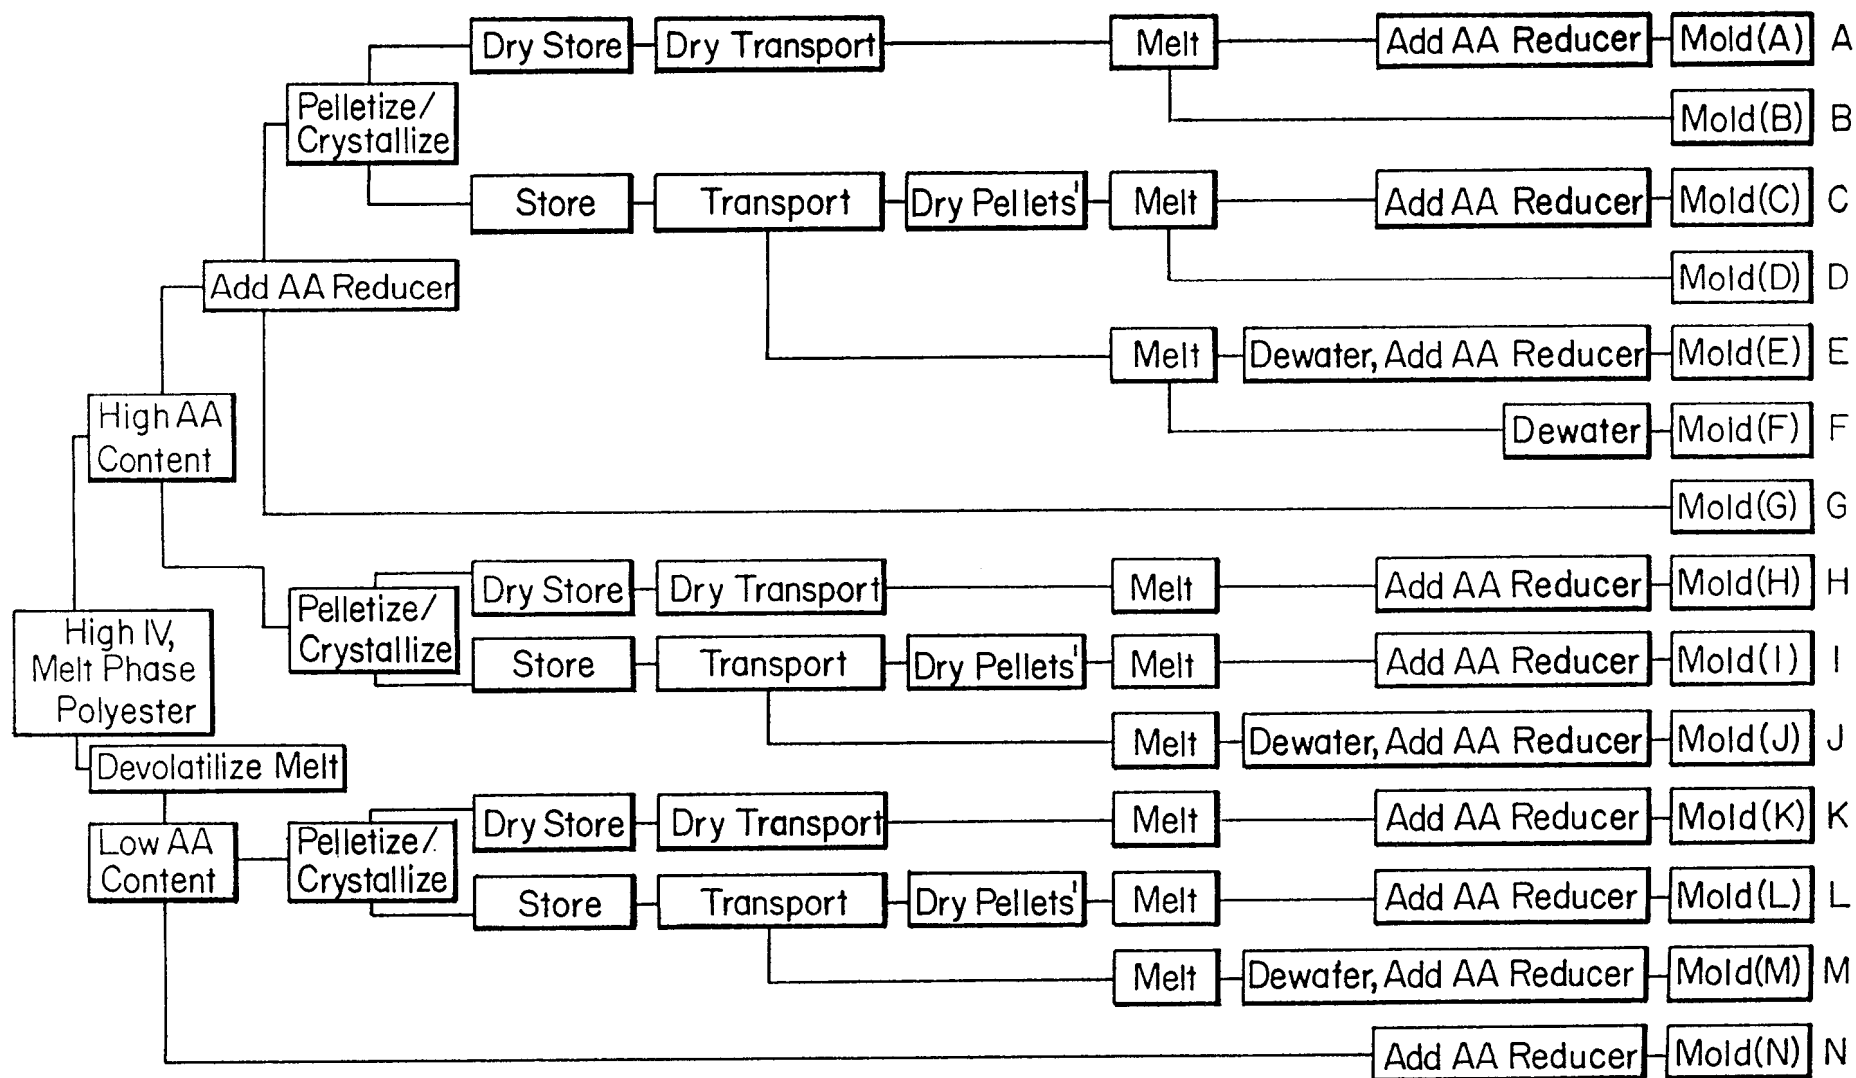 Dry Store
Dry Transport
Melt
Add AA Reducer
Mold(A)
A
Pelletize/
Crystallize
Mold(B)
B
Store
Transport
Dry Pellets¹
Melt
Add AA Reducer
Mold(C)
C
Add AA Reducer
Mold(D)
D
Melt
Dewater, Add AA Reducer
Mold(E)
E
High AA
Content
Dewater
Mold(F)
F
Mold(G)
G
Dry Store
Dry Transport
Melt
Add AA Reducer
Mold(H)
H
Pelletize/
Crystallize
High IV,
Melt Phase
Polyester
Store
Transport
Dry Pellets¹
Melt
Add AA Reducer
Mold(I)
I
Melt
Dewater, Add AA Reducer
Mold(J)
J
Devolatilize Melt
Dry Store
Dry Transport
Melt
Add AA Reducer
Mold(K)
K
Low AA
Content
Pelletize/
Crystallize
Store
Transport
Dry Pellets¹
Melt
Add AA Reducer
Mold(L)
L
Melt
Dewater, Add AA Reducer
Mold(M)
M
Add AA Reducer
Mold(N)
N